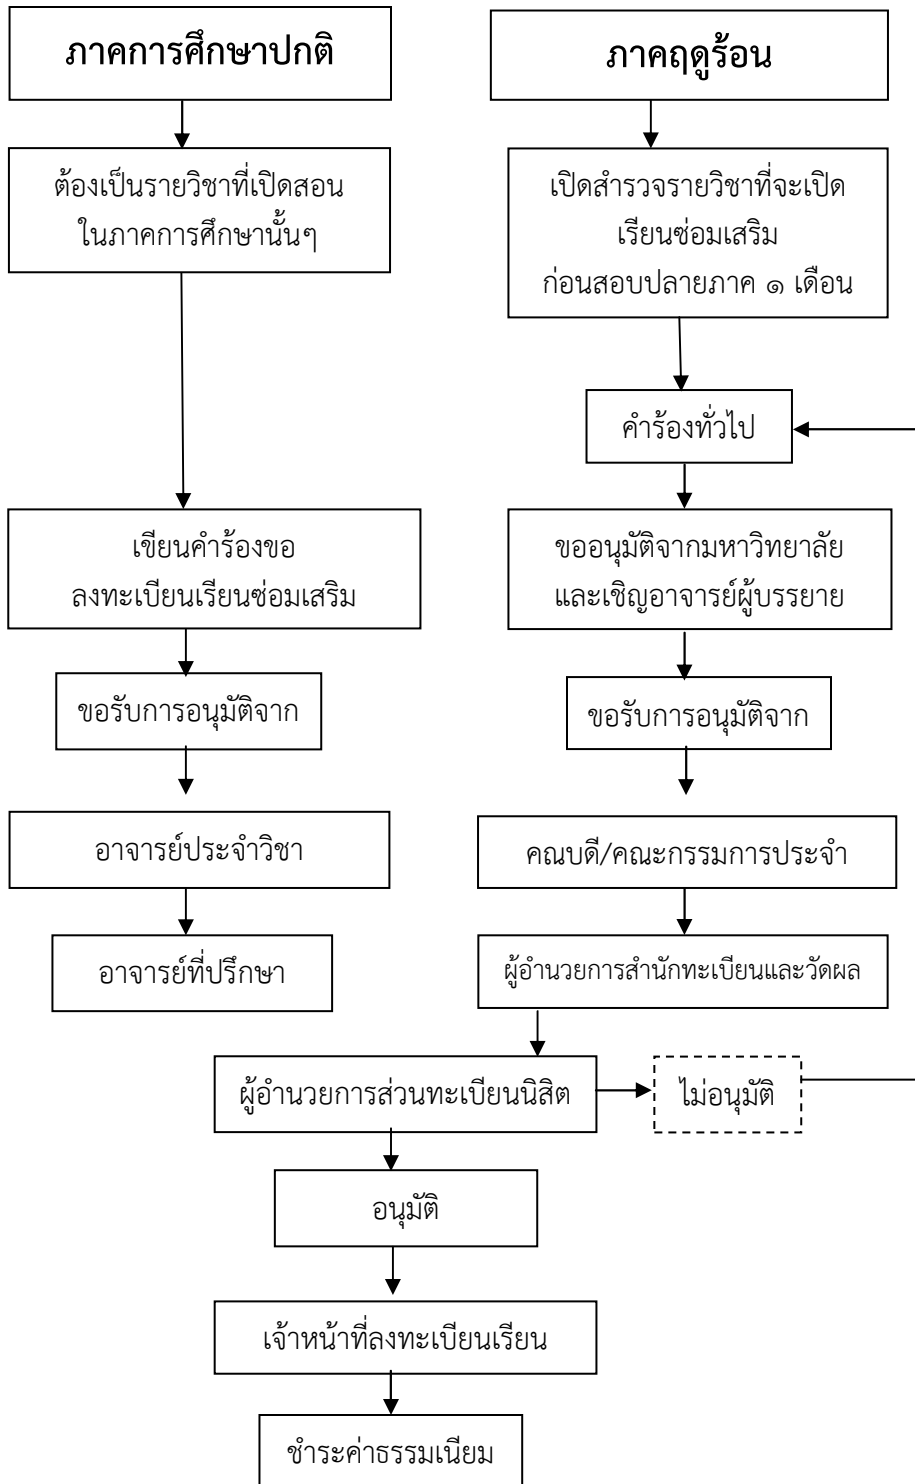 ภาคการศึกษาปกติ
ต้องเป็นรายวิชาที่เปิดสอน
ในภาคการศึกษานั้นๆ
เขียนคำร้องขอ
ลงทะเบียนเรียนซ่อมเสริม
ขอรับการอนุมัติจาก
อาจารย์ประจำวิชา
อาจารย์ที่ปรึกษา
ภาคฤดูร้อน
เปิดสำรวจรายวิชาที่จะเปิด
เรียนซ่อมเสริม
ก่อนสอบปลายภาค ๑ เดือน
คำร้องทั่วไป
ขออนุมัติจากมหาวิทยาลัย
และเชิญอาจารย์ผู้บรรยาย
ขอรับการอนุมัติจาก
คณบดี/คณะกรรมการประจำ
ผู้อำนวยการสำนักทะเบียนและวัดผล
ผู้อำนวยการส่วนทะเบียนนิสิต
ไม่อนุมัติ
อนุมัติ
เจ้าหน้าที่ลงทะเบียนเรียน
ชำระค่าธรรมเนียม